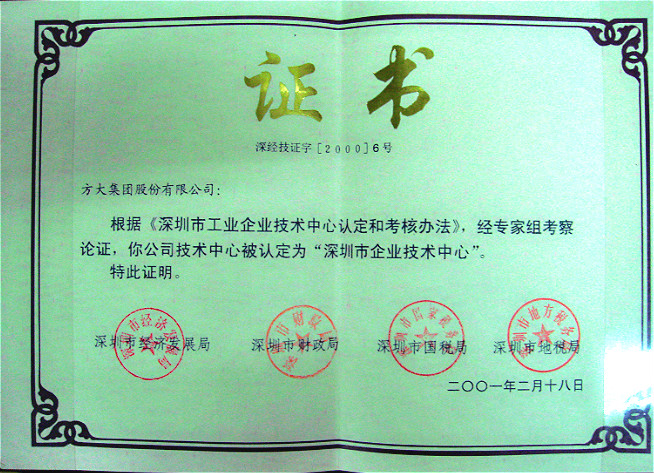 证书
深经技证字［2000］6号
方大集团股份有限公司：
根据《深圳市工业企业技术中心认定和考核办法》，经专家组考察
论证，你公司技术中心被认定为“深圳市企业技术中心”。
特此证明。
深圳市经济发展局 深圳市财政局 深圳市国税局 深圳市地税局
二〇〇一年二月十八日